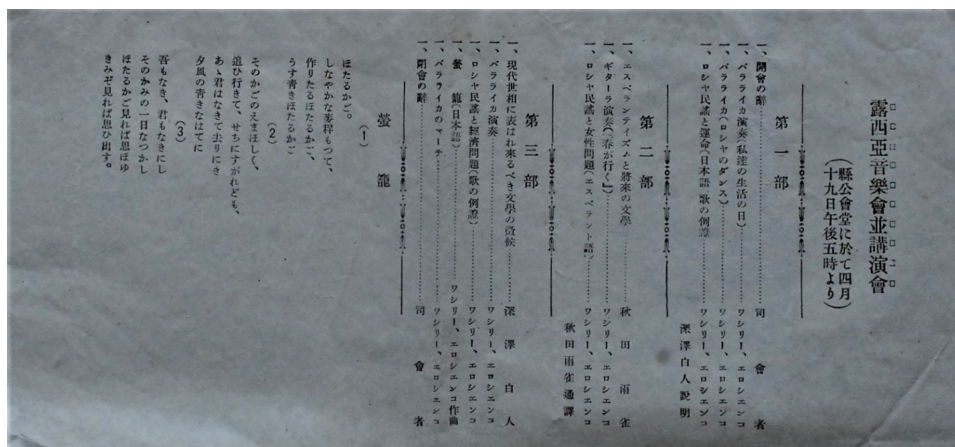 露西亞音樂會並講演會
（縣公會堂に於て四月
十九日午後五時より）
第一部
一、開會の辭……………司會者
一、バラライカ演奏（私達の生活の日）……………ワシリー、エロシエンコ
一、バラライカ（ロシヤのダンス）……………ワシリー、エロシエンコ
一、ロシヤ民謠と運命（日本語 歌の例證）……………ワシリー、エロシエンコ
深澤白人説明
第二部
一、エスペランテイズムと將來の文學……………秋田雨雀
一、ギターラ演奏（『春が行く』）……………ワシリー、エロシエンコ
一、ロシヤ民謠と女性問題（エスペラント語）……………ワシリー、エロシエンコ
秋田雨雀通譯
第三部
一、現代世相に表はれ來るべき文學の徴候……………深澤白人
一、バラライカ演奏……………ワシリー、エロシエンコ
一、ロシヤ民謠と經濟問題（歌の例證）……………ワシリー、エロシエンコ
一、螢籠（日本語）……………ワシリー、エロシエンコ作曲
一、バラライカのマーチ……………ワシリー、エロシエンコ
一、閉會の辭……………司會者
螢籠
（1）
ほたるかご。
しなやかな麥稈もつて、
作りたるほたるかご、
うす青きほたるかご
（2）
そのかごのえまほしく、
追ひ行きて、せちにすがれども、
あゝ君はなきて去りにき
夕風の青きなはてに
（3）
吾もなき、君もなきにし
そのかみの一日なつかし
ほたるかご見れば思ほゆ
きみぞ見れば思ひ出す。